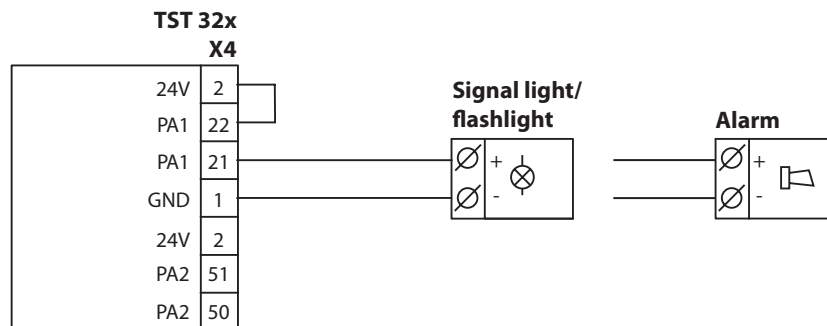 TST 32x
X4
24V 2
PA1 22
PA1 21
GND 1
24V 2
PA2 51
PA2 50
Signal light/
flashlight
+
-
Alarm
+
-